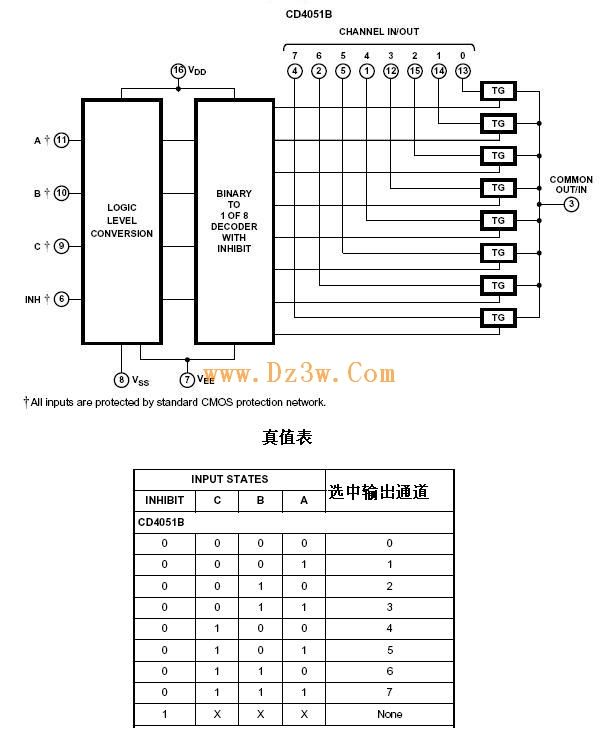 CD4051B
CHANNEL IN/OUT
7 6 5 4 3 2 1 0
4 2 5 1 12 15 14 13
16 VDD
TG
TG
TG
TG
TG
TG
TG
TG
A † 11
B † 10
C † 9
INH † 6
LOGIC
LEVEL
CONVERSION
BINARY
TO
1 OF 8
DECODER
WITH
INHIBIT
COMMON
OUT/IN
3
8 VSS
7 VEE
www.Dz3w.Com
†All inputs are protected by standard CMOS protection network.
真值表
INPUT STATES 选中输出通道
INHIBIT C B A
CD4051B
0 0 0 0 0
0 0 0 1 1
0 0 1 0 2
0 0 1 1 3
0 1 0 0 4
0 1 0 1 5
0 1 1 0 6
0 1 1 1 7
1 X X X None